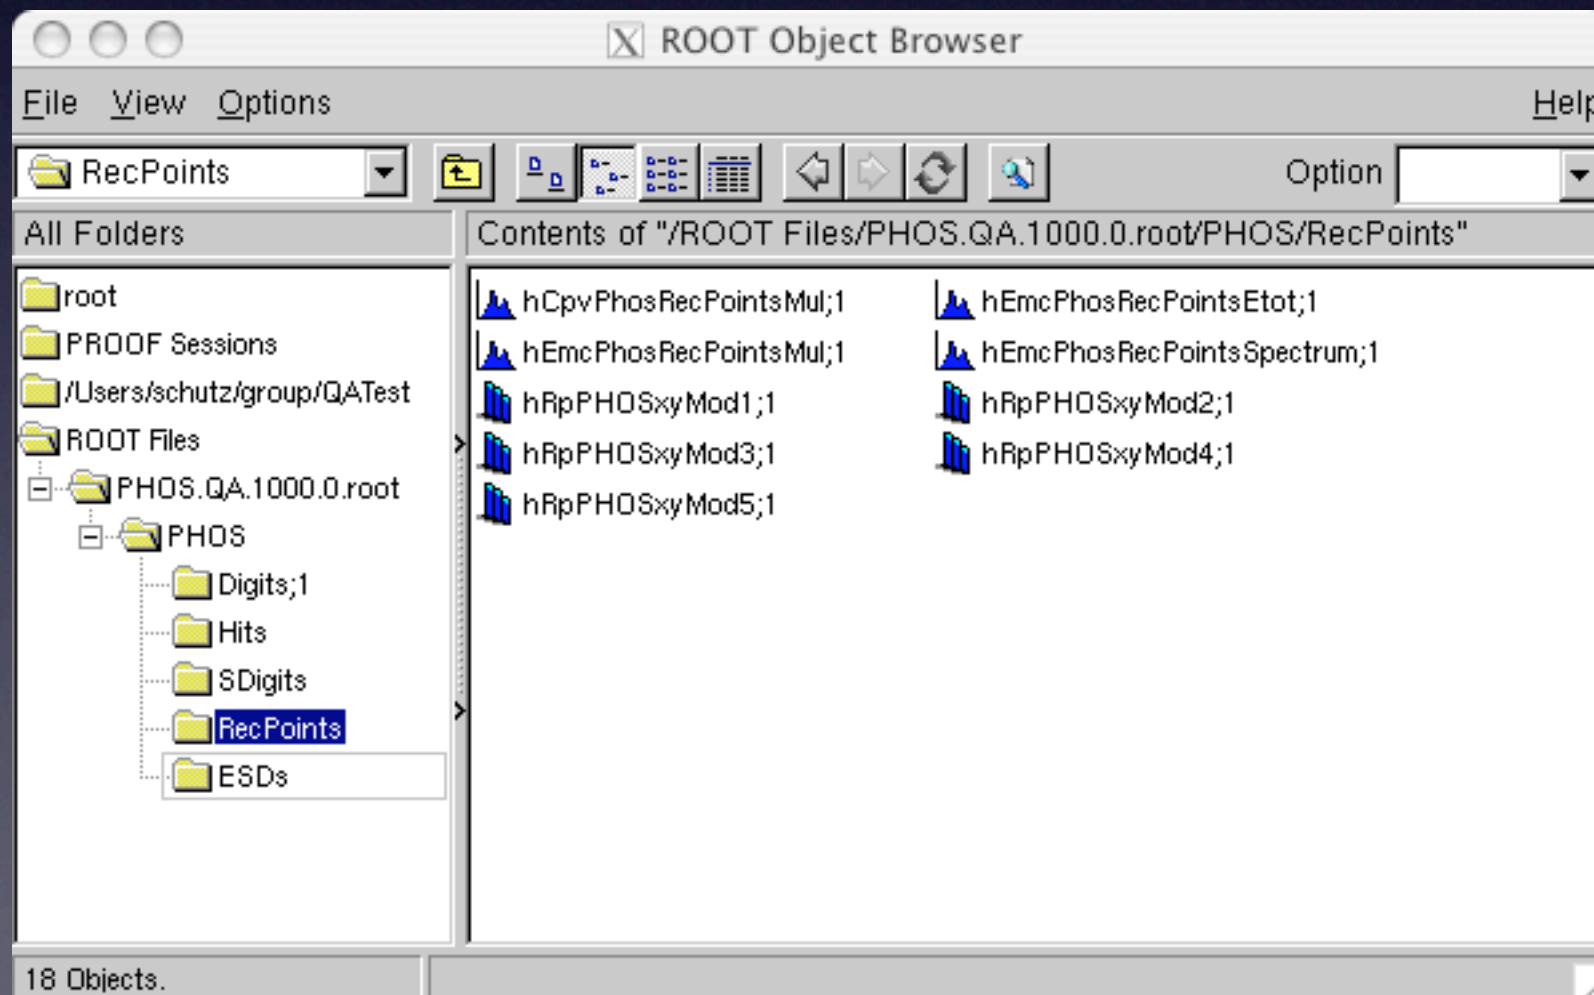 ROOT Object Browser
File View Options Help
RecPoints Option
All Folders
Contents of "/ROOT Files/PHOS.QA.1000.0.root/PHOS/RecPoints"
root
PROOF Sessions
/Users/schutz/group/QATest
ROOT Files
PHOS.QA.1000.0.root
PHOS
Digits;1
Hits
SDigits
RecPoints
ESDs
hCpvPhosRecPointsMul;1 hEmcPhosRecPointsEtot;1
hEmcPhosRecPointsMul;1 hEmcPhosRecPointsSpectrum;1
hRpPHOSxyMod1;1 hRpPHOSxyMod2;1
hRpPHOSxyMod3;1 hRpPHOSxyMod4;1
hRpPHOSxyMod5;1
18 Objects.